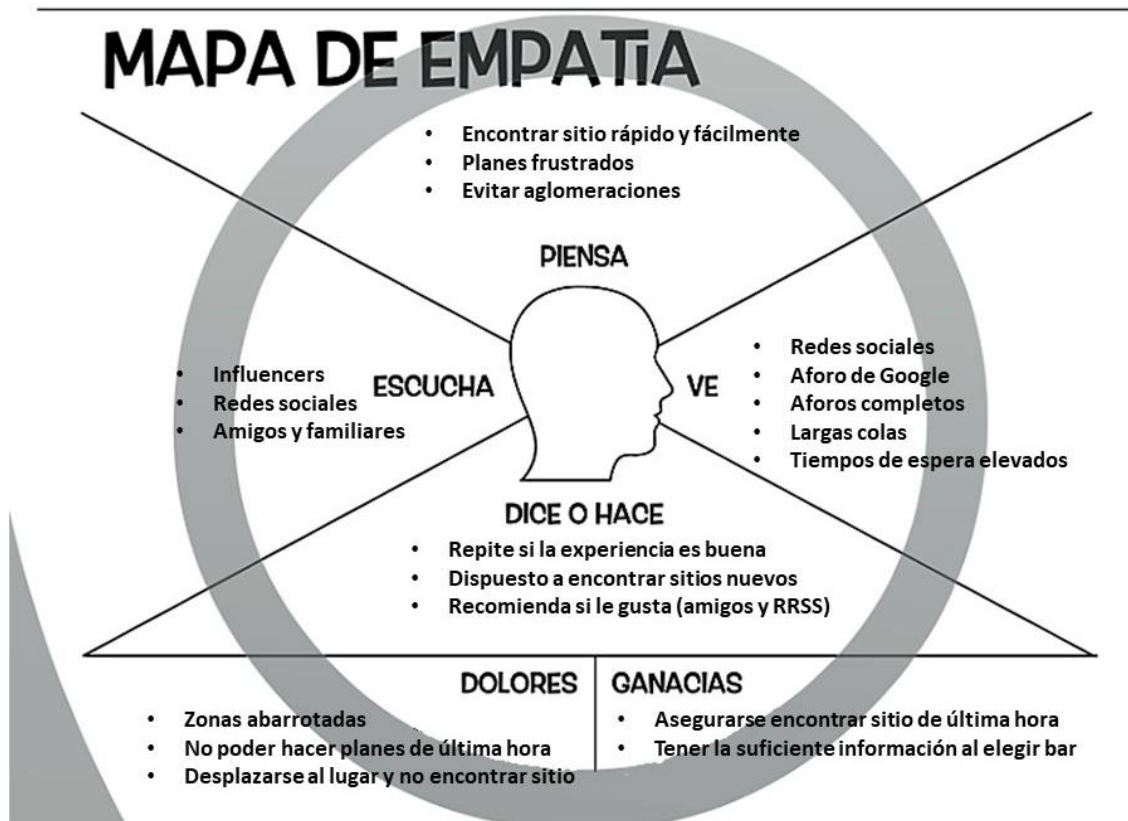 MAPA DE EMPATIA
• Encontrar sitio rápido y fácilmente
• Planes frustrados
• Evitar aglomeraciones
PIENSA
• Influencers
• Redes sociales
• Amigos y familiares
ESCUCHA
VE
• Redes sociales
• Aforo de Google
• Aforos completos
• Largas colas
• Tiempos de espera elevados
DICE O HACE
• Repite si la experiencia es buena
• Dispuesto a encontrar sitios nuevos
• Recomienda si le gusta (amigos y RRSS)
DOLORES
• Zonas abarrotadas
• No poder hacer planes de última hora
• Desplazarse al lugar y no encontrar sitio
GANACIAS
• Asegurarse encontrar sitio de última hora
• Tener la suficiente información al elegir bar